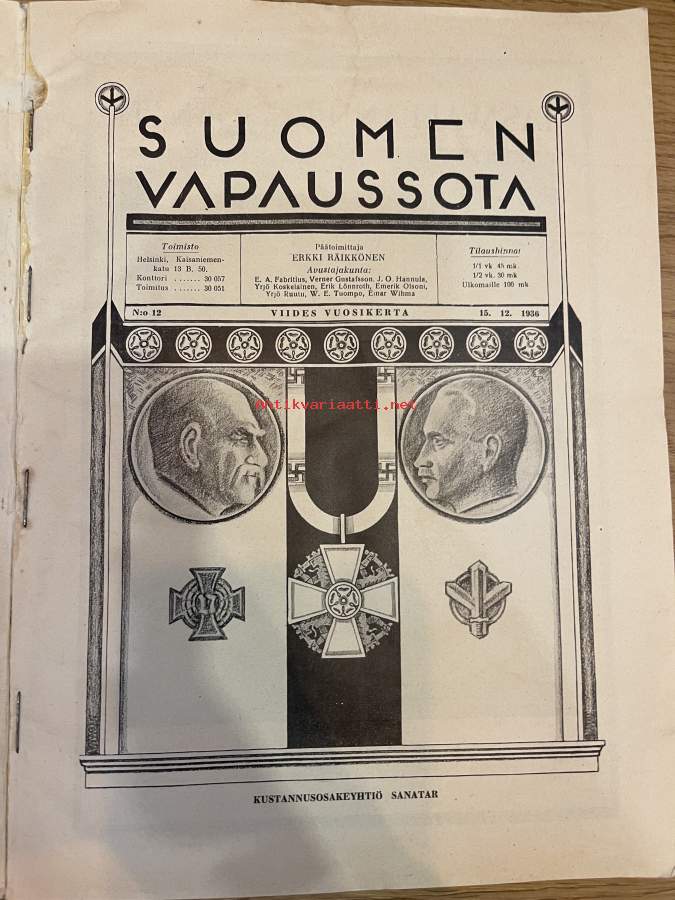 SUOMEN
VAPAUSSOTA
Toimisto
Helsinki, Kaisaniemen-
katu 13 B. 50.
Konttori ....... 30 057
Toimitus ....... 30 051
Päätoimittaja
ERKKI RÄIKKÖNEN
Avustajakunta:
E. A. Fabritius, Verner Gustafsson, J. O. Hannula,
Yrjö Koskelainen, Erik Lönnroth, Emerik Olsoni,
Yrjö Ruutu, W. E. Tuompo, Einar Wihma
Tilaushinna:
1/1 vk 45 mk.
1/2 vk. 30 mk
Ulkomaille 100 mk
N:o 12 VIIDES VUOSIKERTA 15. 12. 1936
Antikvariaatti.net
17
KUSTANNUSOSAKEYHTIÖ SANATAR